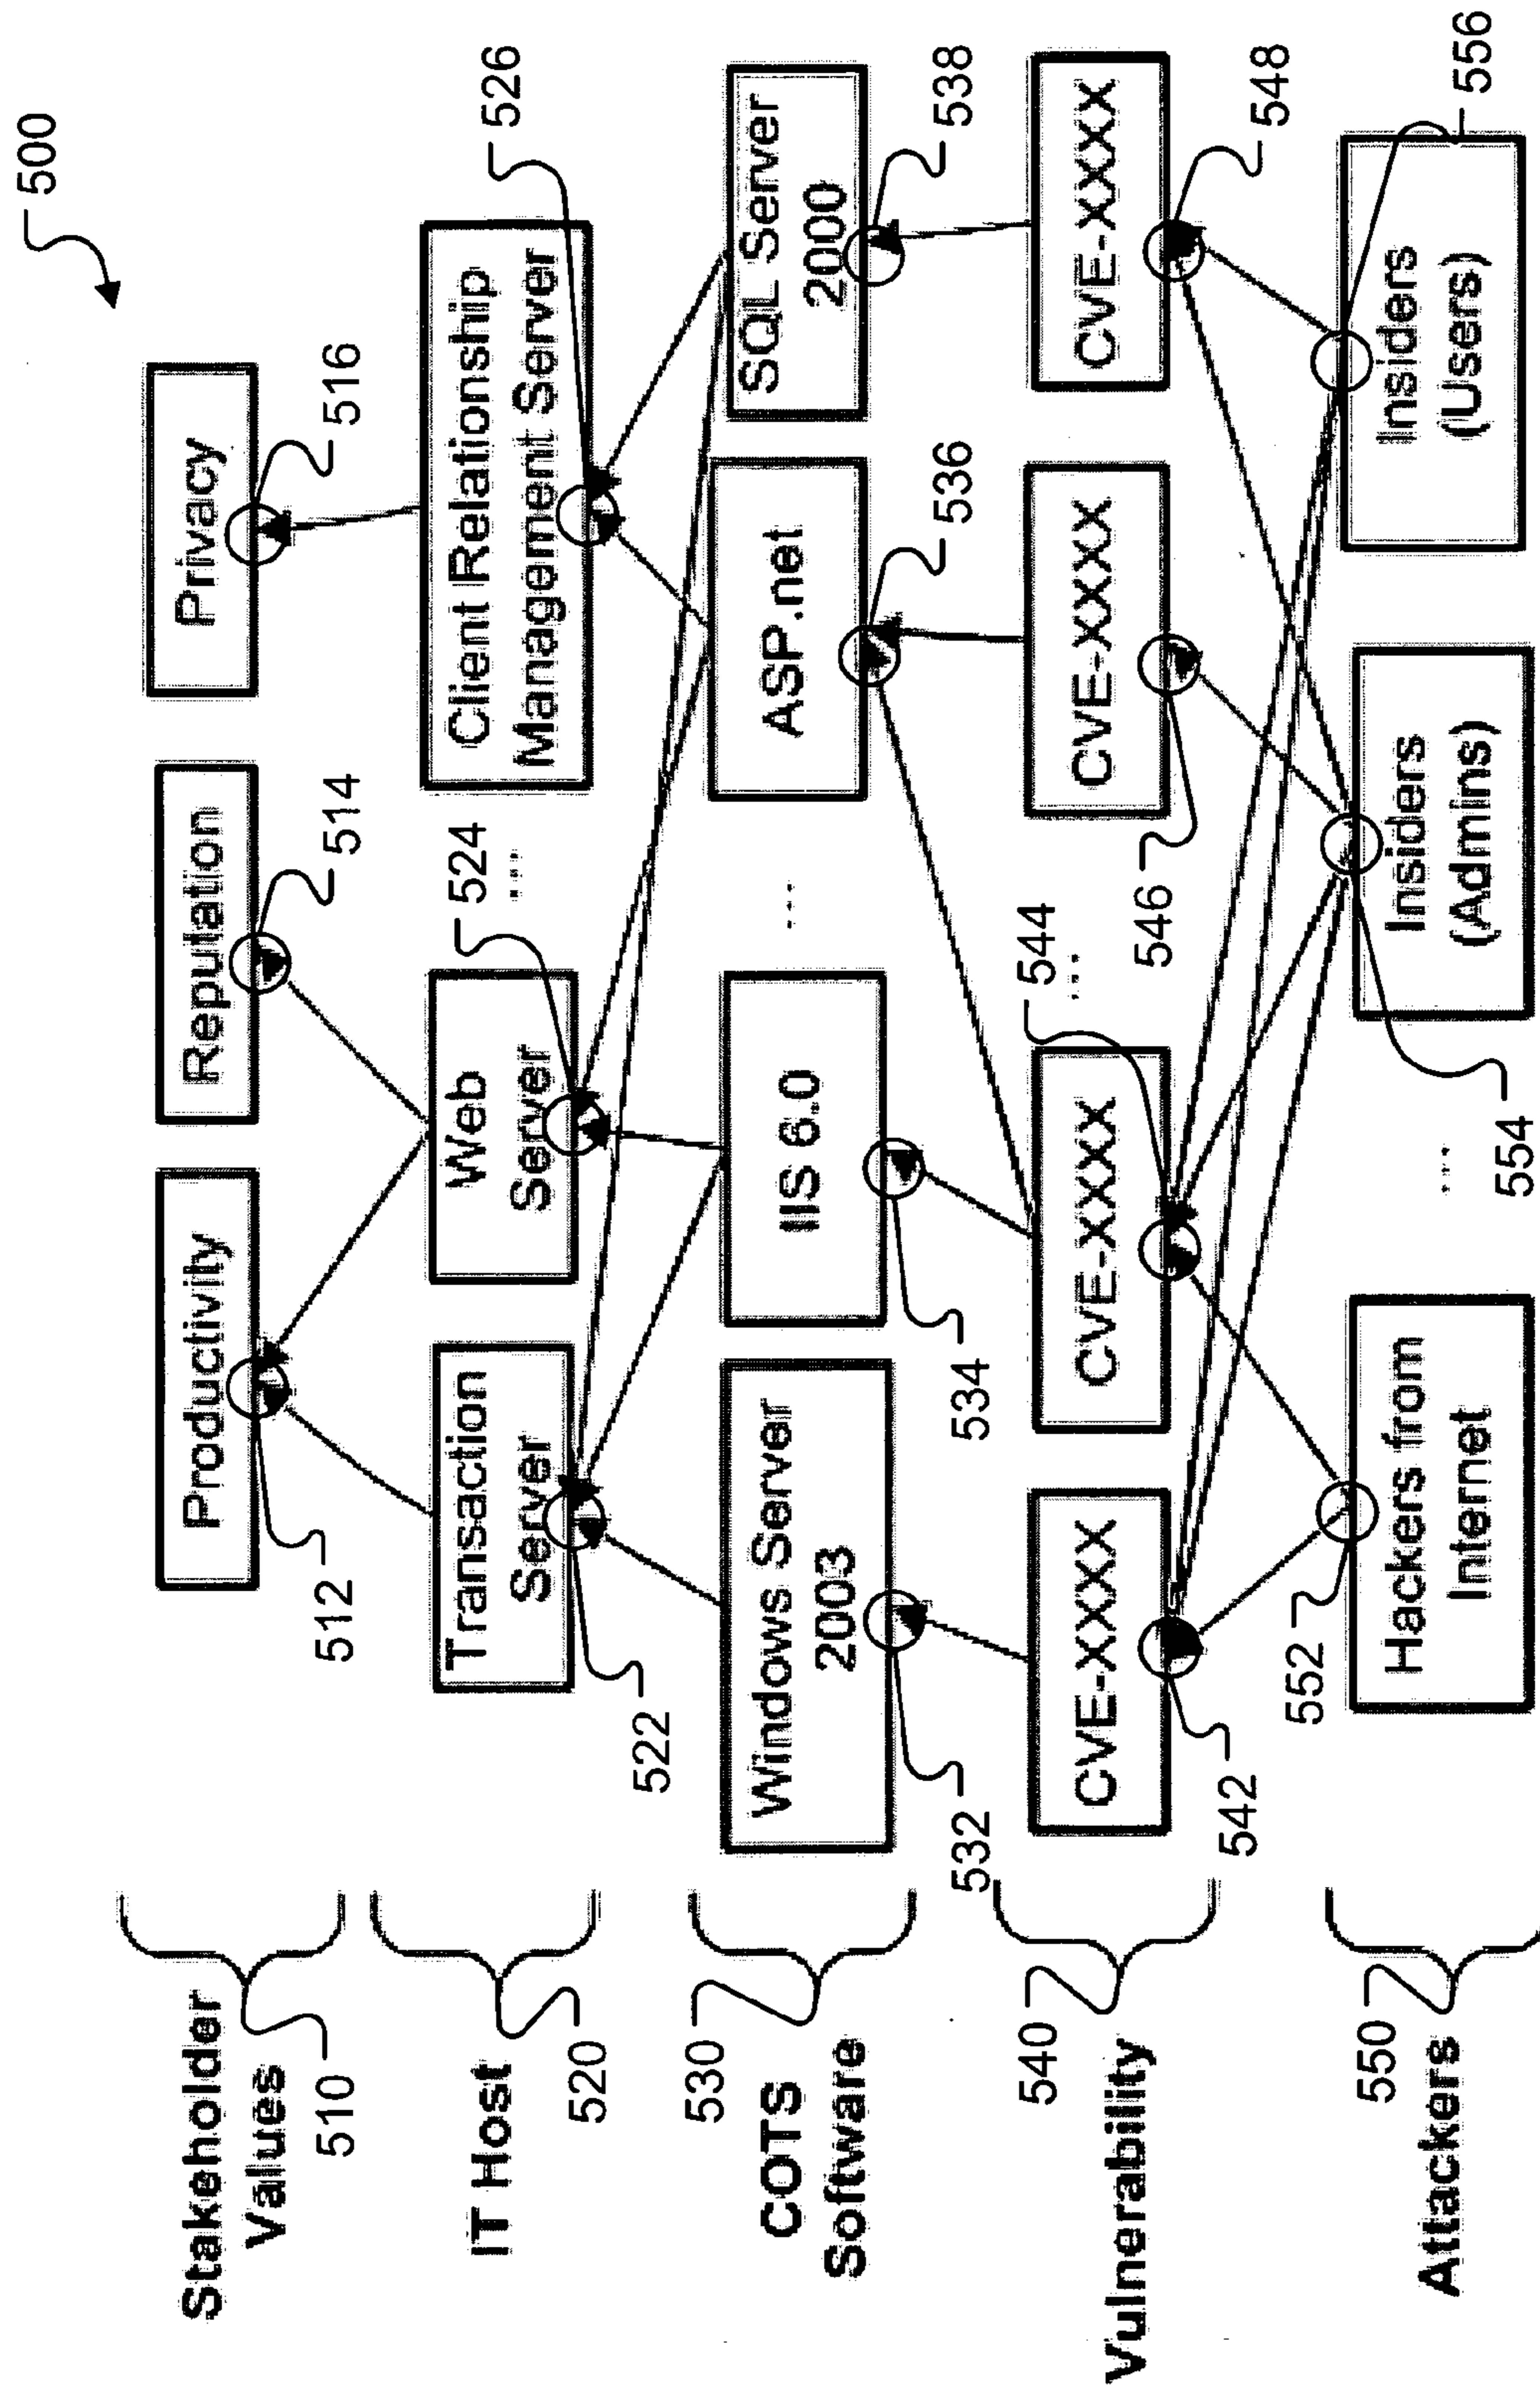 500
Stakeholder
Values
510
Productivity
512
Reputation
514
Privacy
516
IT Host
520
Transaction
Server
522
Web
Server
524
...
Client Relationship
Management Server
526
COTS
Software
530
Windows Server
2003
532
IIS 6.0
534
...
ASP.net
536
SQL Server
2000
538
Vulnerability
540
CVE-XXXX
542
CVE-XXXX
544
...
CVE-XXXX
546
CVE-XXXX
548
Attackers
550
Hackers from
Internet
552
...
Insiders
(Admins)
554
Insiders
(Users)
556